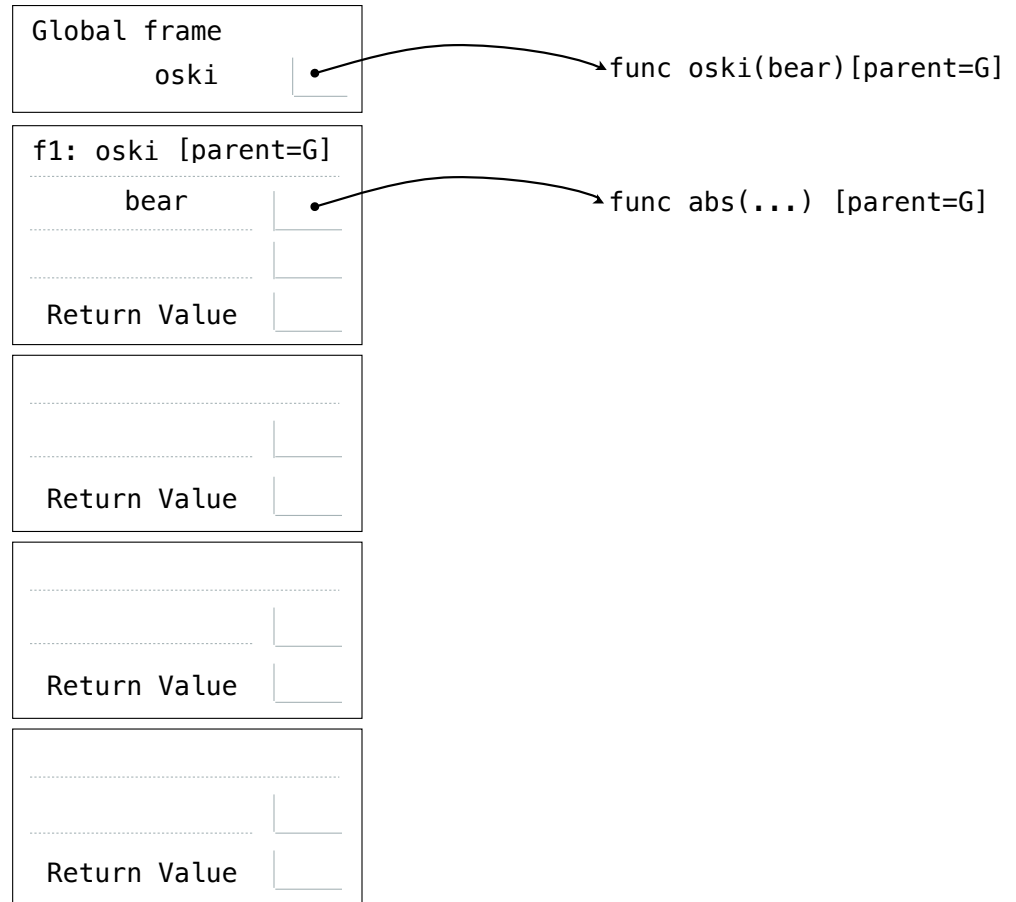 Global frame
oski
func oski(bear)[parent=G]
f1: oski [parent=G]
bear
func abs(...) [parent=G]
Return Value
Return Value
Return Value
Return Value